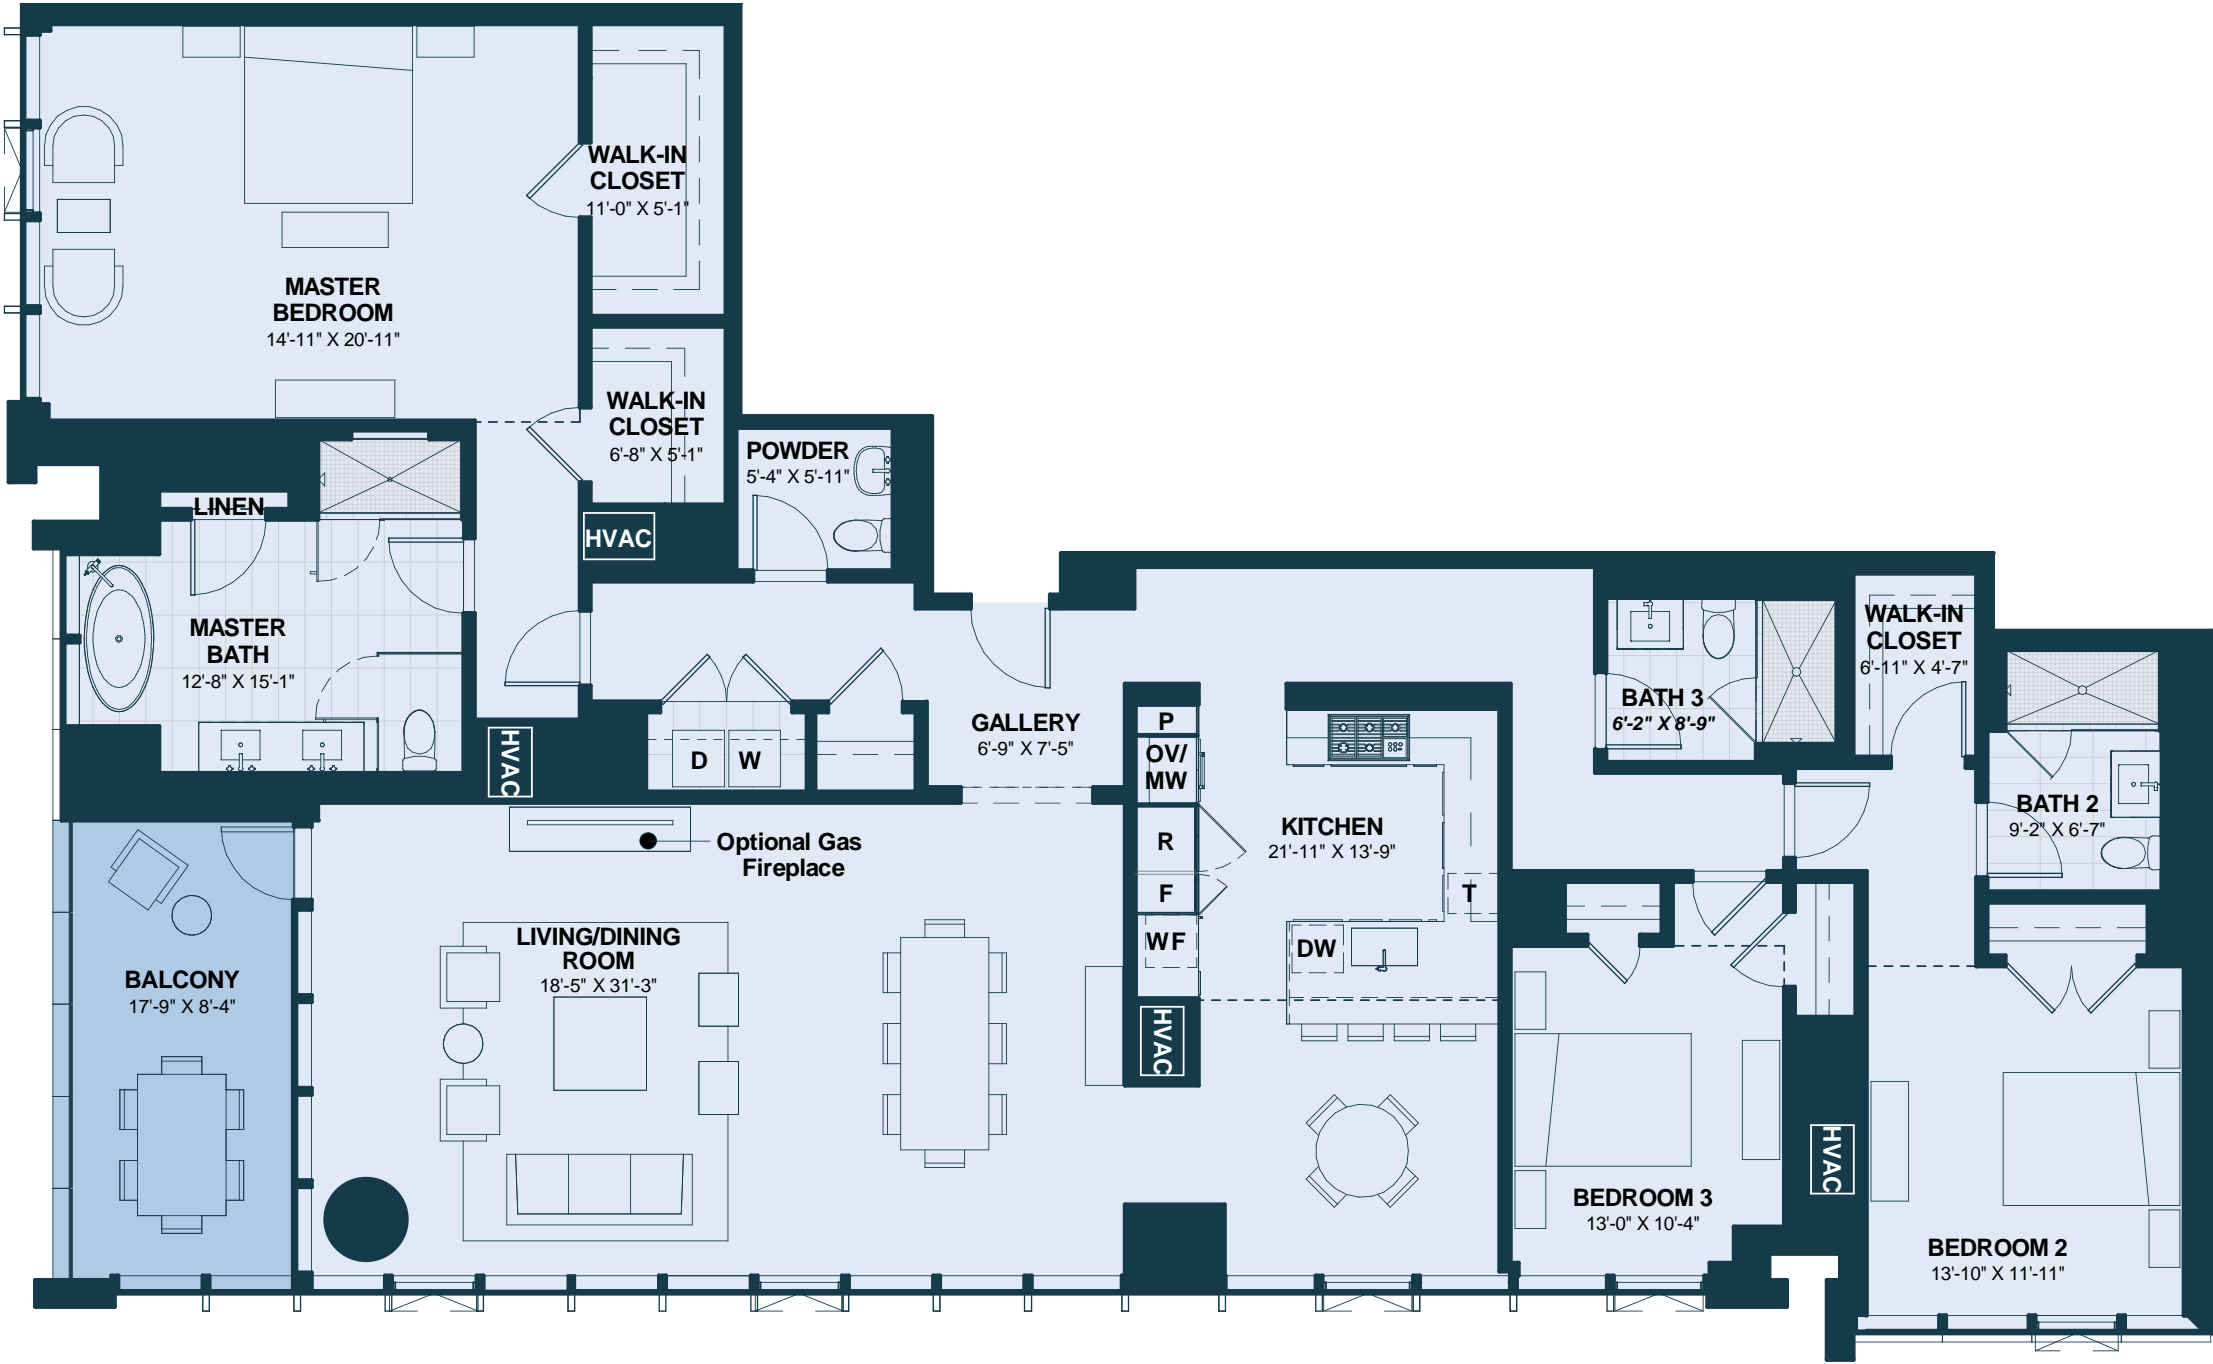 WALK-IN
CLOSET
11'-0" X 5'-1"
MASTER
BEDROOM
14'-11" X 20'-11"
WALK-IN
CLOSET
6'-8" X 5'-1"
POWDER
5'-4" X 5'-11"
LINEN
HVAC
MASTER
BATH
12'-8" X 15'-1"
WALK-IN
CLOSET
6'-11" X 4'-7"
BATH 3
6'-2" X 8'-9"
GALLERY
6'-9" X 7'-5"
HVAC
D
W
P
OV/
MW
R
F
WF
KITCHEN
21'-11" X 13'-9"
T
DW
BATH 2
9'-2" X 6'-7"
Optional Gas
Fireplace
LIVING/DINING
ROOM
18'-5" X 31'-3"
BALCONY
17'-9" X 8'-4"
HVAC
HVAC
BEDROOM 3
13'-0" X 10'-4"
BEDROOM 2
13'-10" X 11'-11"